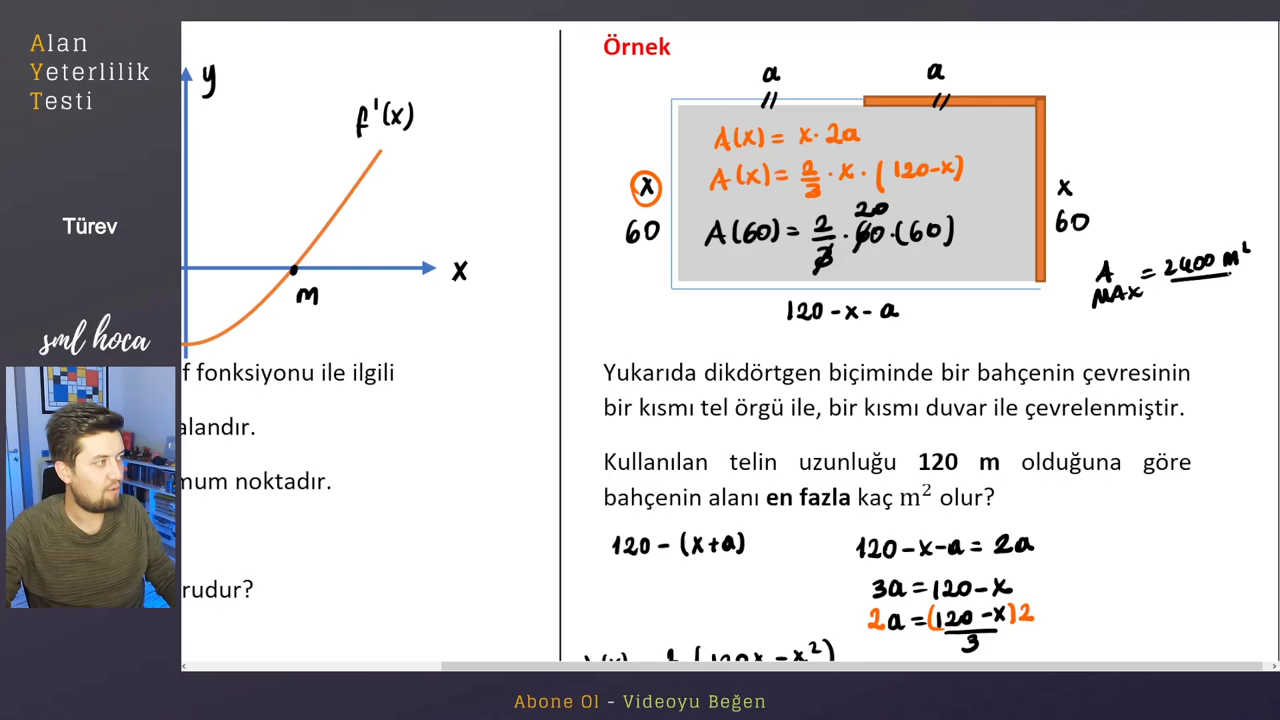 Alan
Yeterlilik
Testi
Türev
sml hoca
y
f'(x)
x
m
f fonksiyonu ile ilgili
alandır.
mum noktadır.
rudur?
Örnek
a
a
A(x) = x · 2a
A(x) = 2/3 · x · (120-x)
20
A(60) = 2/3 · 60 · (60)
x
60
x
60
120 - x - a
A MAX = 2400 m²
Yukarıda dikdörtgen biçiminde bir bahçenin çevresinin
bir kısmı tel örgü ile, bir kısmı duvar ile çevrelenmiştir.
Kullanılan telin uzunluğu 120 m olduğuna göre
bahçenin alanı en fazla kaç m² olur?
120 - (x+a)
120 - x - a = 2a
3a = 120 - x
2a = (120 - x)2/3
(120x - x²)
Abone Ol - Videoyu Beğen